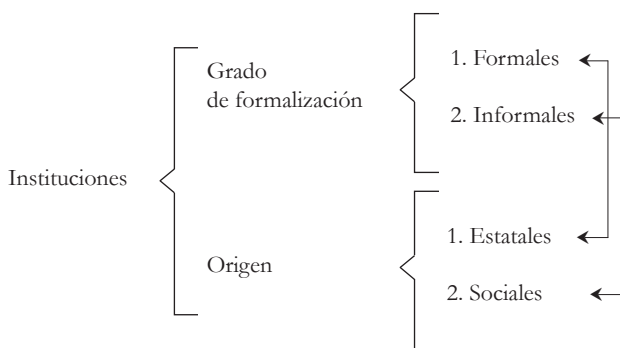 Grado
de formalización
1. Formales
2. Informales
Instituciones
Origen
1. Estatales
2. Sociales